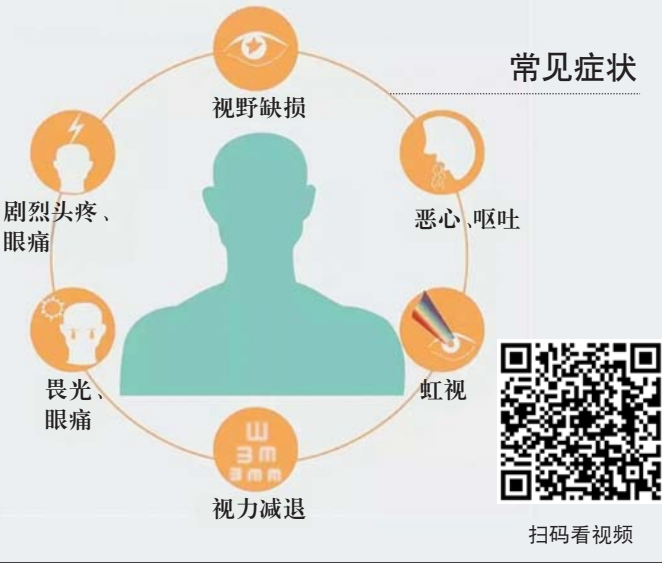 常见症状
视野缺损
剧烈头疼、
眼痛
恶心、呕吐
畏光、
眼痛
虹视
视力减退
扫码看视频